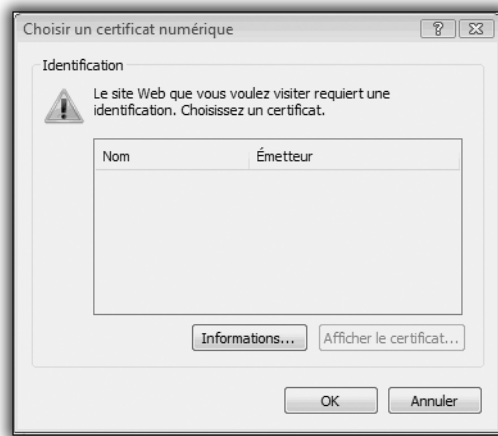 Choisir un certificat numérique
Identification
Le site Web que vous voulez visiter requiert une
identification. Choisissez un certificat.
Nom Émetteur
Informations... Afficher le certificat...
OK Annuler